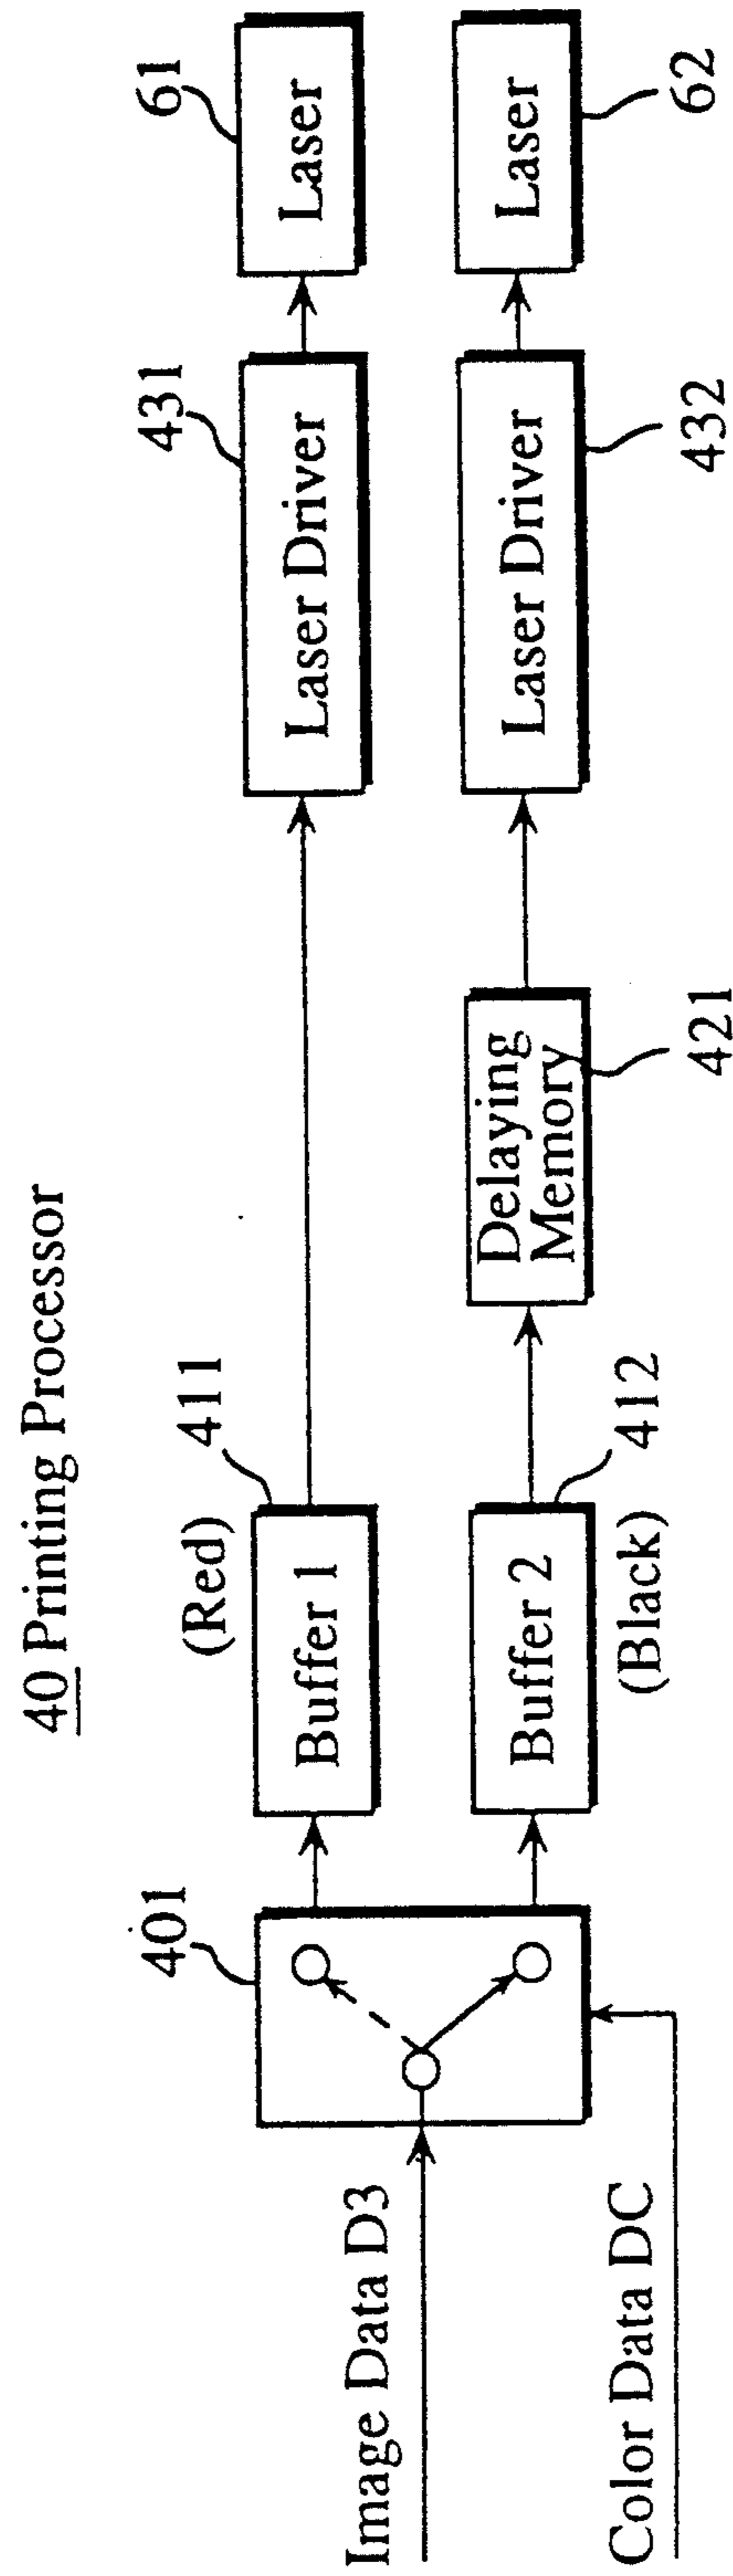 40 Printing Processor
Image Data D3
Color Data DC
401
(Red)
411
Buffer 1
Buffer 2
412
(Black)
Delaying
Memory
421
431
Laser Driver
Laser Driver
432
61
Laser
Laser
62